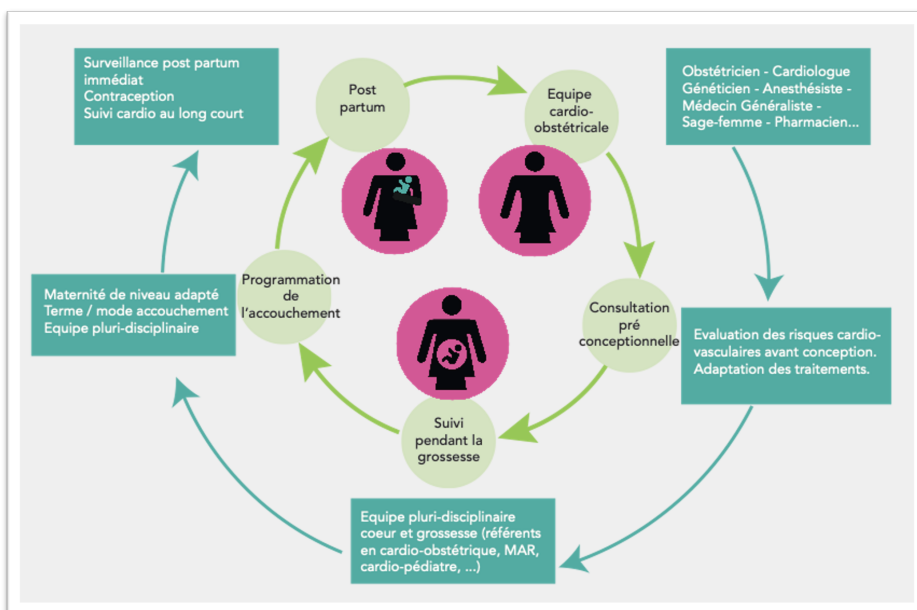 Surveillance post partum
immédiat
Contraception
Suivi cardio au long court
Post
partum
Equipe
cardio-
obstétricale
Obstétricien - Cardiologue
Généticien - Anesthésiste -
Médecin Généraliste -
Sage-femme - Pharmacien...
Maternité de niveau adapté
Terme / mode accouchement
Equipe pluri-disciplinaire
Programmation
de
l'accouchement
Consultation
pré
conceptionnelle
Evaluation des risques cardio-
vasculaires avant conception.
Adaptation des traitements.
Suivi
pendant la
grossesse
Equipe pluri-disciplinaire
coeur et grossesse (référents
en cardio-obstétrique, MAR,
cardio-pédiatre, ...)